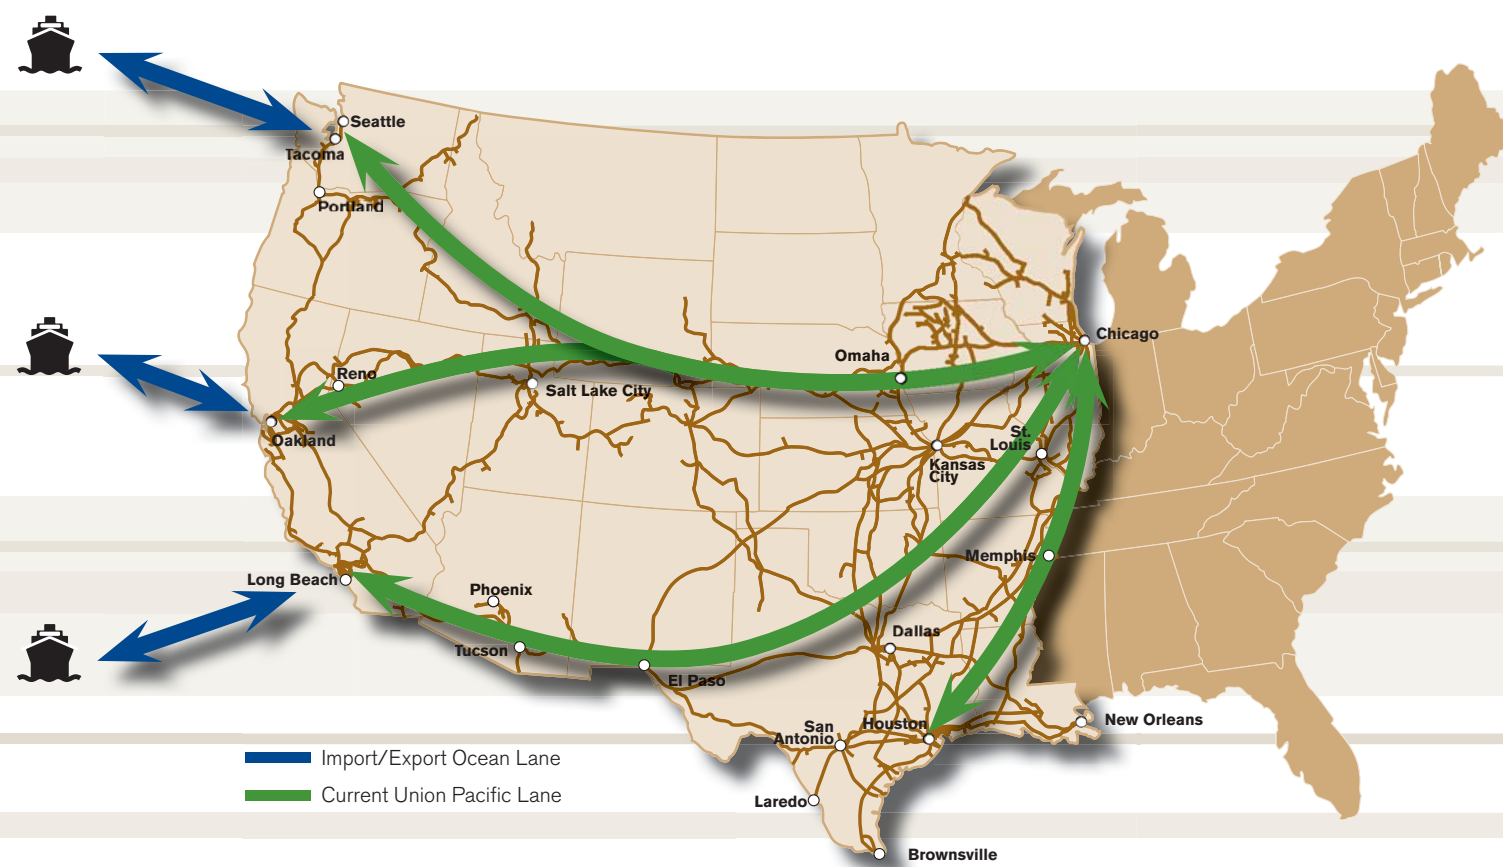 Seattle
Tacoma
Portland
Chicago
Omaha
Reno
Salt Lake City
Oakland
St.
Louis
Kansas
City
Memphis
Long Beach
Phoenix
Dallas
Tucson
El Paso
San
Antonio
Houston
New Orleans
Import/Export Ocean Lane
Current Union Pacific Lane
Laredo
Brownsville